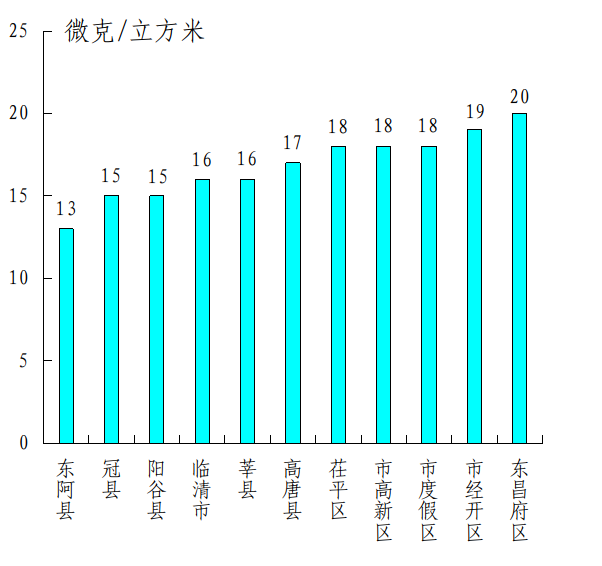 微克/立方米
25
20
15
10
5
0
13
15
15
16
16
17
18
18
18
19
20
东阿县
冠县
阳谷县
临清市
莘县
高唐县
茌平区
市高新区
市度假区
市经开区
东昌府区